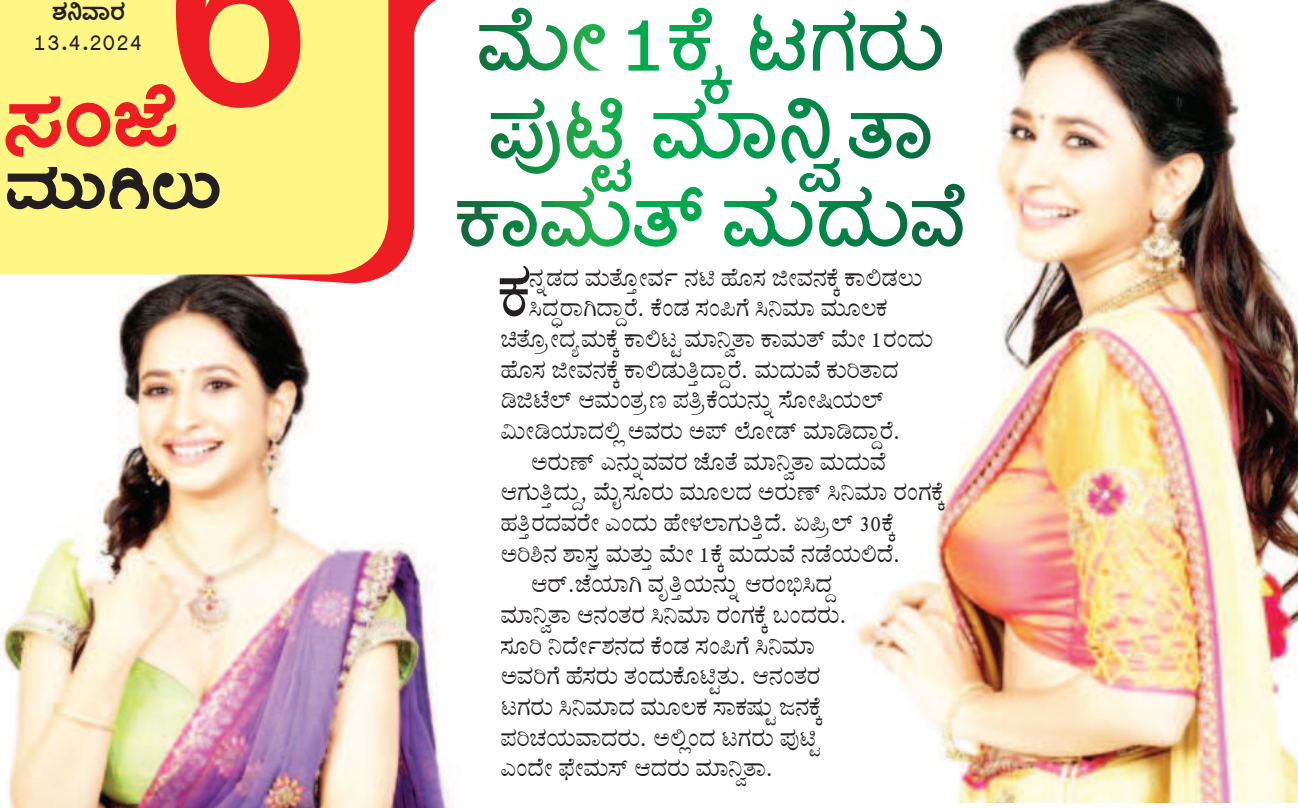 ಶನಿವಾರ
13.4.2024
6
ಸಂಜೆ
ಮುಗಿಲು
ಮೇ 1ಕ್ಕೆ ಟಗರು
ಪುಟ್ಟಿ ಮಾನ್ವಿತಾ
ಕಾಮತ್ ಮದುವೆ
ಕನ್ನಡದ ಮತ್ತೋರ್ವ ನಟಿ ಹೊಸ ಜೀವನಕ್ಕೆ ಕಾಲಿಡಲು
ಸಿದ್ಧರಾಗಿದ್ದಾರೆ. ಕೆಂಡ ಸಂಪಿಗೆ ಸಿನಿಮಾ ಮೂಲಕ
ಚಿತ್ರೋದ್ಯಮಕ್ಕೆ ಕಾಲಿಟ್ಟ ಮಾನ್ವಿತಾ ಕಾಮತ್ ಮೇ 1ರಂದು
ಹೊಸ ಜೀವನಕ್ಕೆ ಕಾಲಿಡುತ್ತಿದ್ದಾರೆ. ಮದುವೆ ಕುರಿತಾದ
ಡಿಜಿಟೆಲ್ ಆಮಂತ್ರಣ ಪತ್ರಿಕೆಯನ್ನು ಸೋಷಿಯಲ್
ಮೀಡಿಯಾದಲ್ಲಿ ಅವರು ಅಪ್ ಲೋಡ್ ಮಾಡಿದ್ದಾರೆ.
ಅರುಣ್ ಎನ್ನುವವರ ಜೊತೆ ಮಾನ್ವಿತಾ ಮದುವೆ
ಆಗುತ್ತಿದ್ದು, ಮೈಸೂರು ಮೂಲದ ಅರುಣ್ ಸಿನಿಮಾ ರಂಗಕ್ಕೆ
ಹತ್ತಿರದವರೇ ಎಂದು ಹೇಳಲಾಗುತ್ತಿದೆ. ಏಪ್ರಿಲ್ 30ಕ್ಕೆ
ಅರಿಶಿನ ಶಾಸ್ತ್ರ ಮತ್ತು ಮೇ 1ಕ್ಕೆ ಮದುವೆ ನಡೆಯಲಿದೆ.
ಆರ್.ಜೆಯಾಗಿ ವೃತ್ತಿಯನ್ನು ಆರಂಭಿಸಿದ್ದ
ಮಾನ್ವಿತಾ ಆನಂತರ ಸಿನಿಮಾ ರಂಗಕ್ಕೆ ಬಂದರು.
ಸೂರಿ ನಿರ್ದೇಶನದ ಕೆಂಡ ಸಂಪಿಗೆ ಸಿನಿಮಾ
ಅವರಿಗೆ ಹೆಸರು ತಂದುಕೊಟ್ಟಿತು. ಆನಂತರ
ಟಗರು ಸಿನಿಮಾದ ಮೂಲಕ ಸಾಕಷ್ಟು ಜನಕ್ಕೆ
ಪರಿಚಯವಾದರು. ಅಲ್ಲಿಂದ ಟಗರು ಪುಟ್ಟಿ
ಎಂದೇ ಫೇಮಸ್ ಆದರು ಮಾನ್ವಿತಾ.